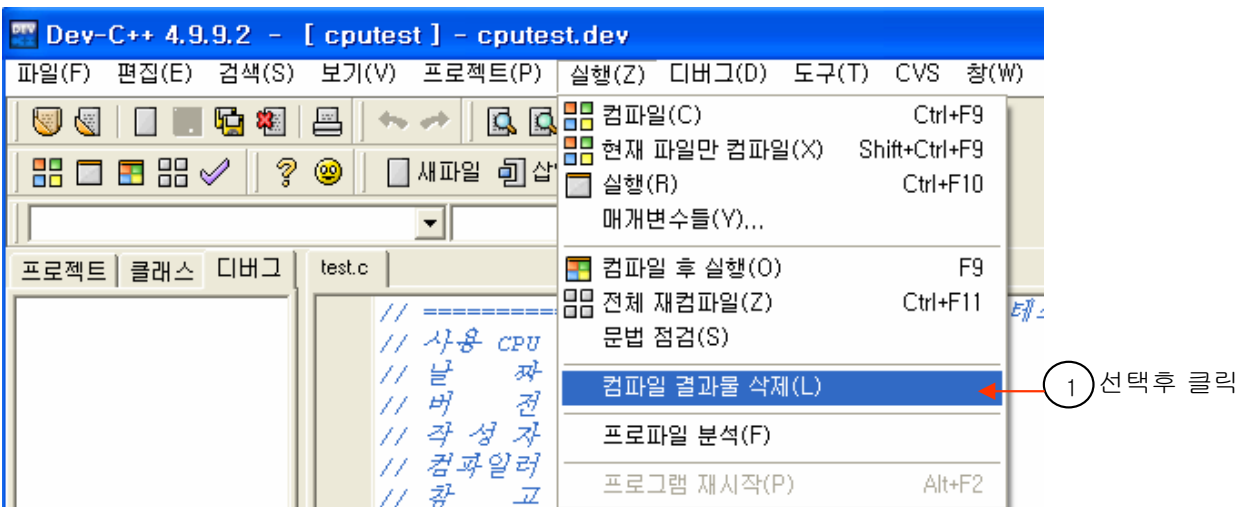 Dev-C++ 4.9.9.2 - [ cputest ] - cputest.dev
파일(F) 편집(E) 검색(S) 보기(V) 프로젝트(P) 실행(Z) 디버그(D) 도구(T) CVS 창(W)
컴파일(C) Ctrl+F9
현재 파일만 컴파일(X) Shift+Ctrl+F9
새파일
실행(R) Ctrl+F10
매개변수들(Y)...
프로젝트 클래스 디버그 test.c
컴파일 후 실행(O) F9
전체 재컴파일(Z) Ctrl+F11
문법 점검(S)
컴파일 결과물 삭제(L)
1 선택후 클릭
프로파일 분석(F)
프로그램 재시작(P) Alt+F2
// =========
// 사용 CPU
// 날 짜
// 버 전
// 작 성 자
// 컴파일러
// 참 고